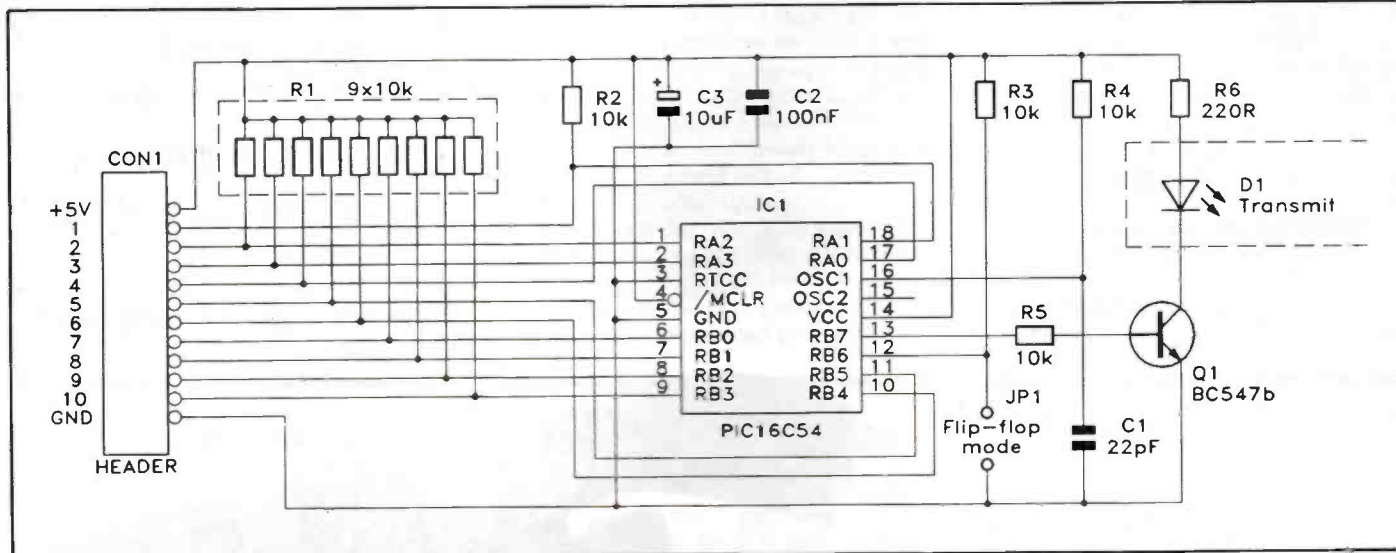 R1 9x10k
R2
10k
+
C3
10uF
C2
100nF
R3
10k
R4
10k
R6
220R
CON1
+5V
1
2
3
4
5
6
7
8
9
10
GND
HEADER
IC1
1 RA2 RA1 18
2 RA3 RA0 17
3 RTCC OSC1 16
4 /MCLR OSC2 15
5 GND VCC 14
6 RB0 RB7 13
7 RB1 RB6 12
8 RB2 RB5 11
9 RB3 RB4 10
PIC16C54
D1
Transmit
R5
10k
Q1
BC547b
JP1
Flip-flop
mode
C1
22pF